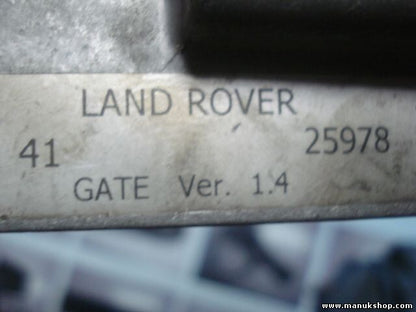 LAND ROVER
41 25978
GATE Ver. 1.4
www.manukshop.com